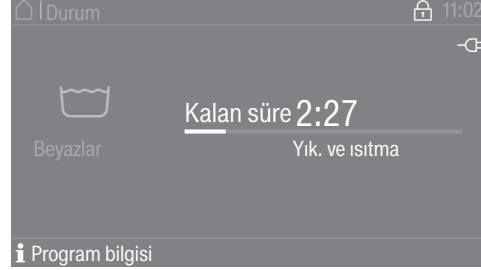 Durum 11:02
Kalan süre 2:27
Beyazlar
Yık. ve ısıtma
i Program bilgisi